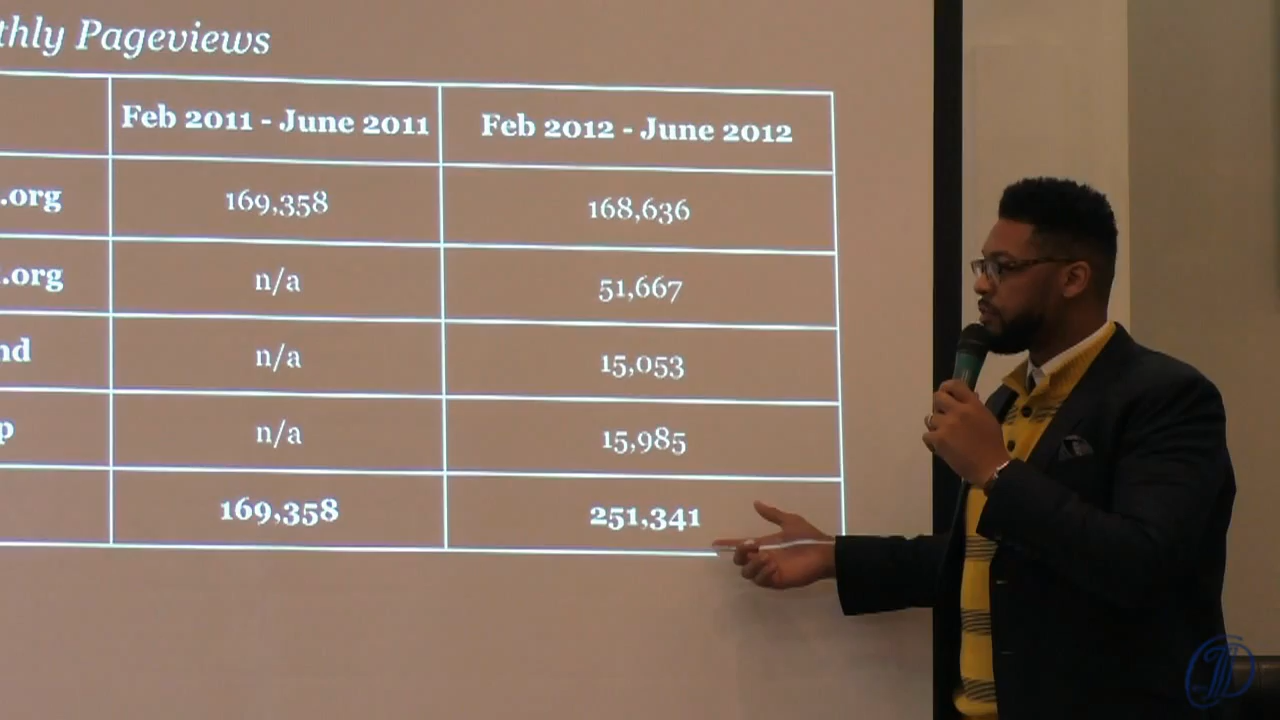 thly Pageviews
Feb 2011 - June 2011 Feb 2012 - June 2012
.org 169,358 168,636
.org n/a 51,667
nd n/a 15,053
p n/a 15,985
169,358 251,341